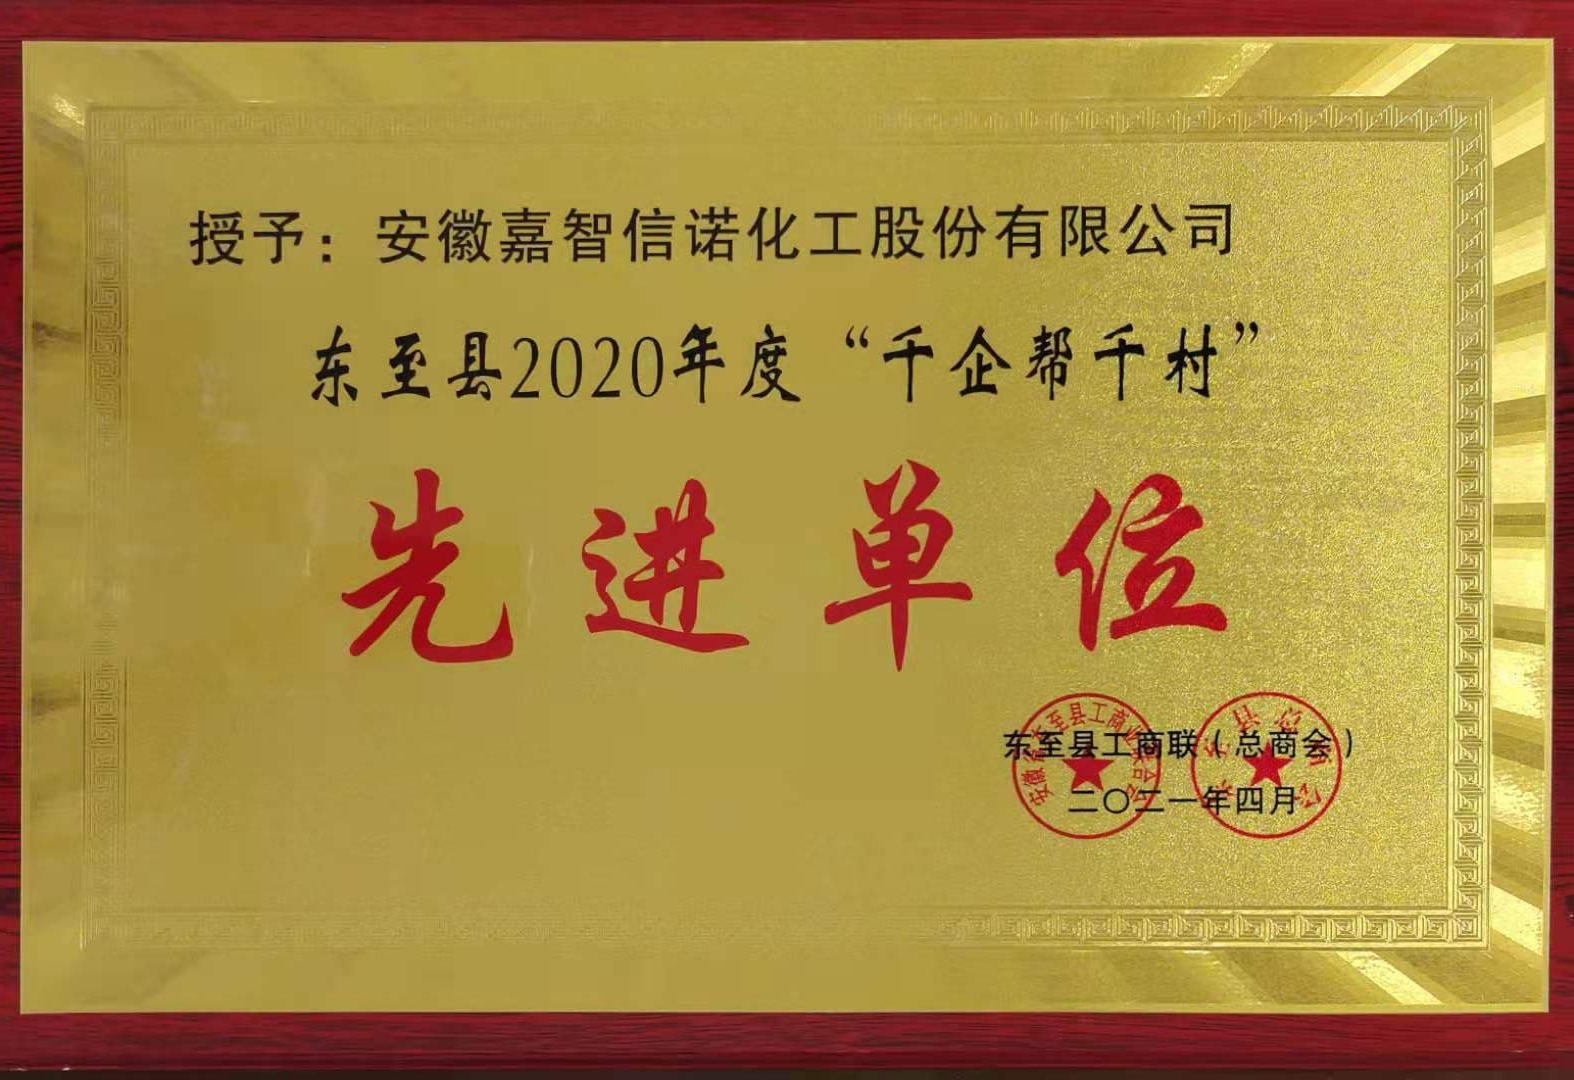 授予：安徽嘉智信诺化工股份有限公司
东至县2020年度“千企帮千村”
先进单位
东至县工商联（总商会）
二〇二一年四月